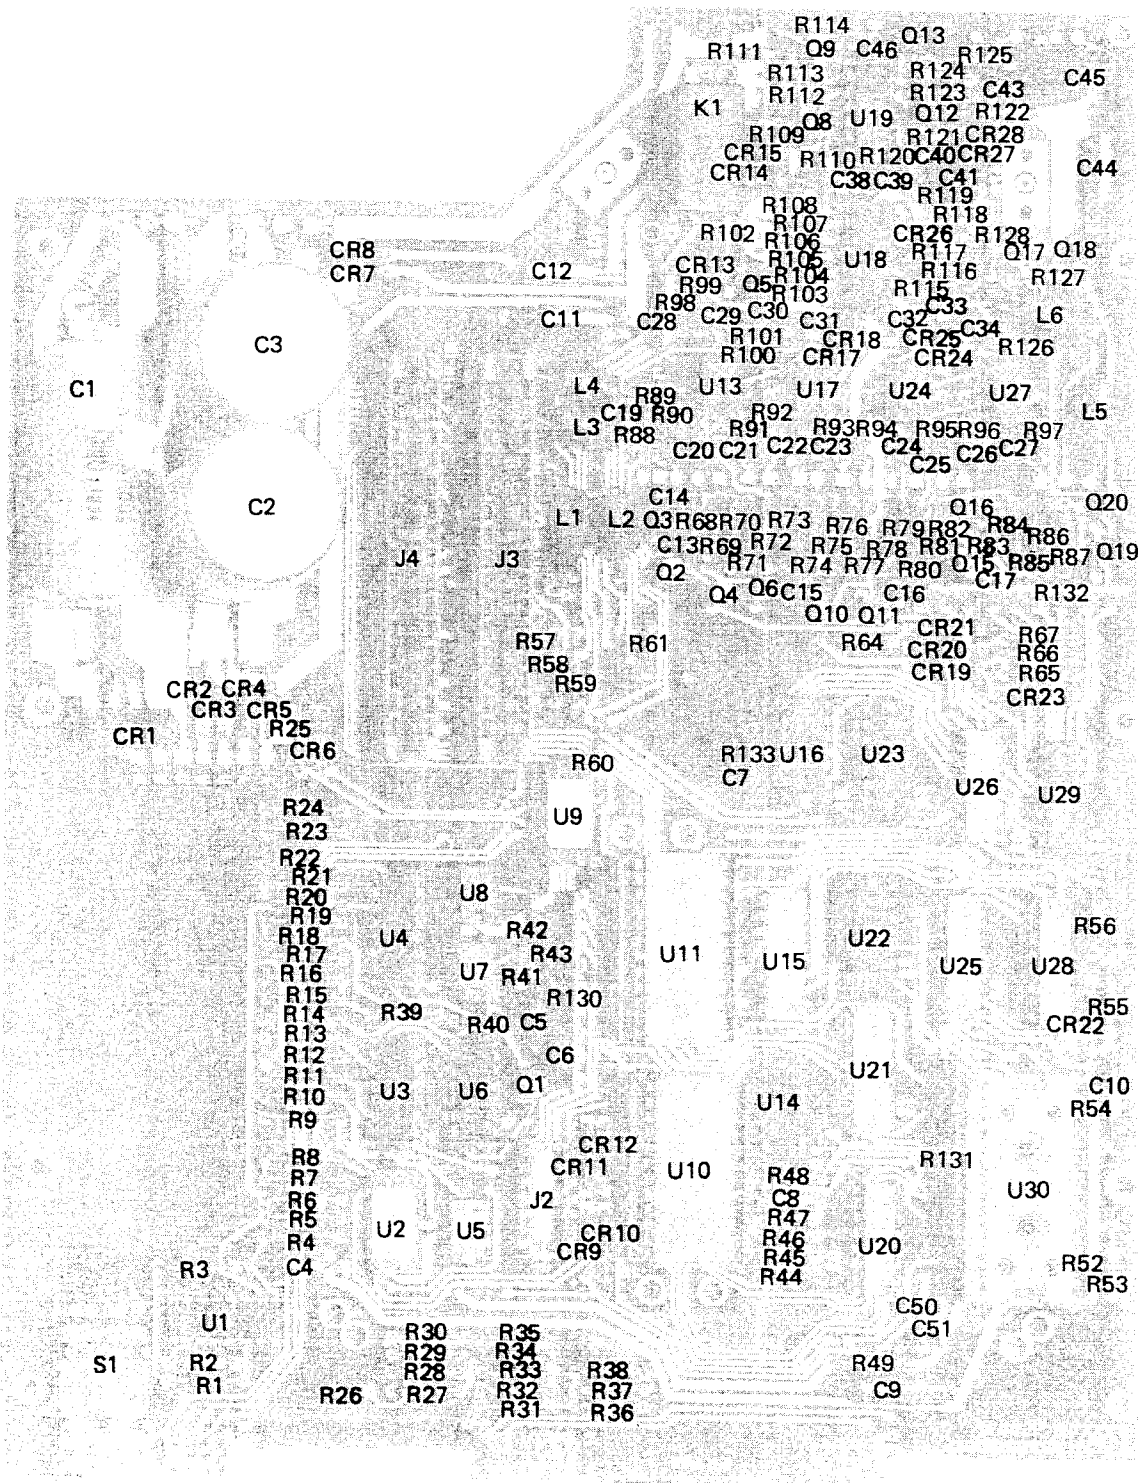 R114
Q9 C46 Q13
R111 R125
R113 R124 C45
R112 R123 C43
K1 Q12 R122
Q8 U19
R109 R121 CR28
CR15 R110 R120 C40 CR27
CR14 C38 C39 C41 C44
R119
R108 R118
R107
R102 R106 CR26 R128
CR8 R105 U18 R117 Q17 Q18
CR7 C12 CR13 R104 R116 R127
R99 Q5 R103 R115
R98 C30 C33
C11 C28 C29 C31 C32 C34 L6
R101 CR18 CR25
C3 R100 CR17 CR24 R126
C1 L4 R89 U13 U17 U24 U27
C19 R90 R92 L5
L3 R88 R91 R93 R94 R95 R96 R97
C20 C21 C22 C23 C24 C26 C27
C25
C2 C14 Q16 Q20
L1 L2 Q3 R68 R70 R73 R76 R79 R82 R84
C13 R69 R72 R75 R78 R81 R83 R86
J4 J3 R71 R74 R77 R80 Q15 R85 R87 Q19
Q2 C17
Q4 Q6 C15 C16 R132
Q10 Q11
R57 R61 R64 CR21 R67
R58 CR20 R66
R59 CR19 R65
CR2 CR4 CR23
CR3 CR5
CR1 R25
CR6 R60 R133 U16 U23
C7 U26 U29
R24 U9
R23
R22
R21
R20 U8
R19
R18 U4 R42 U22 R56
R17 R43 U11 U15
R16 U7 R41 U25 U28
R15 R130
R14 R39 R55
R13 R40 C5 CR22
R12 C6
R11 U21
R10 U3 U6 Q1 U14 C10
R9 R54
CR12
R8 CR11 R131
R7 U10 R48 U30
R6 J2 C8
R5 R47
R4 U2 U5 CR10 R46 U20
CR9 R45
R3 C4 R44 R52
R53
C50
U1 R30 R35 C51
R29 R34
S1 R2 R28 R33 R38 R49
R1 R26 R27 R32 R37 C9
R31 R36